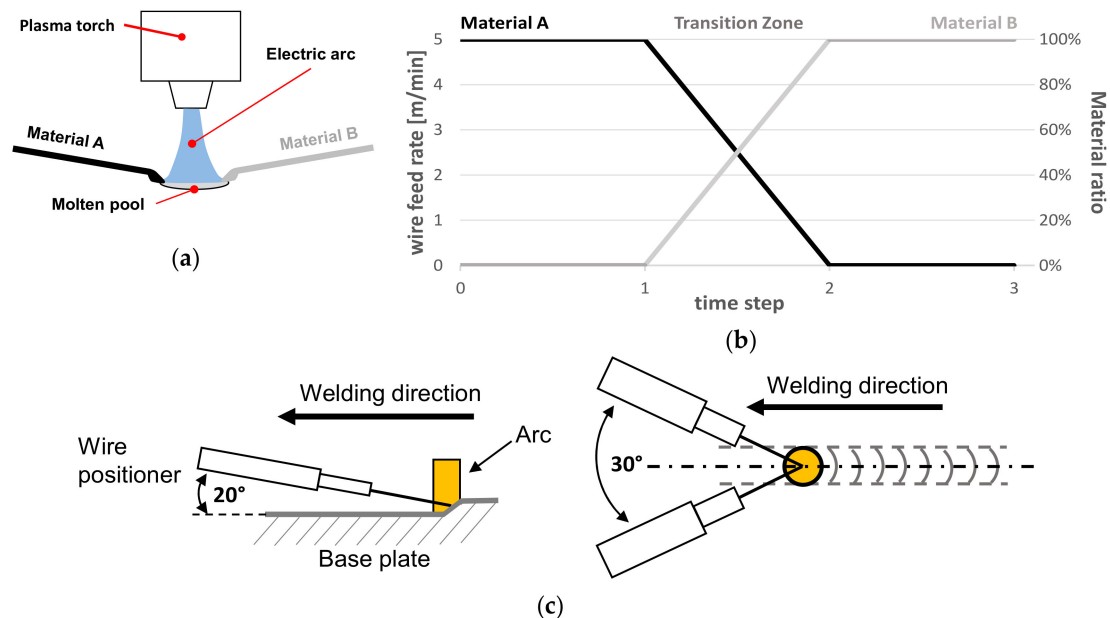 Plasma torch
Electric arc
Material A
Material B
Molten pool
(a)
Material A
Transition Zone
Material B
wire feed rate [m/min]
5
4
3
2
1
0
100%
80%
60%
40%
20%
0%
Material ratio
0
1
2
3
time step
(b)
Welding direction
Wire
positioner
Arc
20°
Base plate
Welding direction
30°
(c)